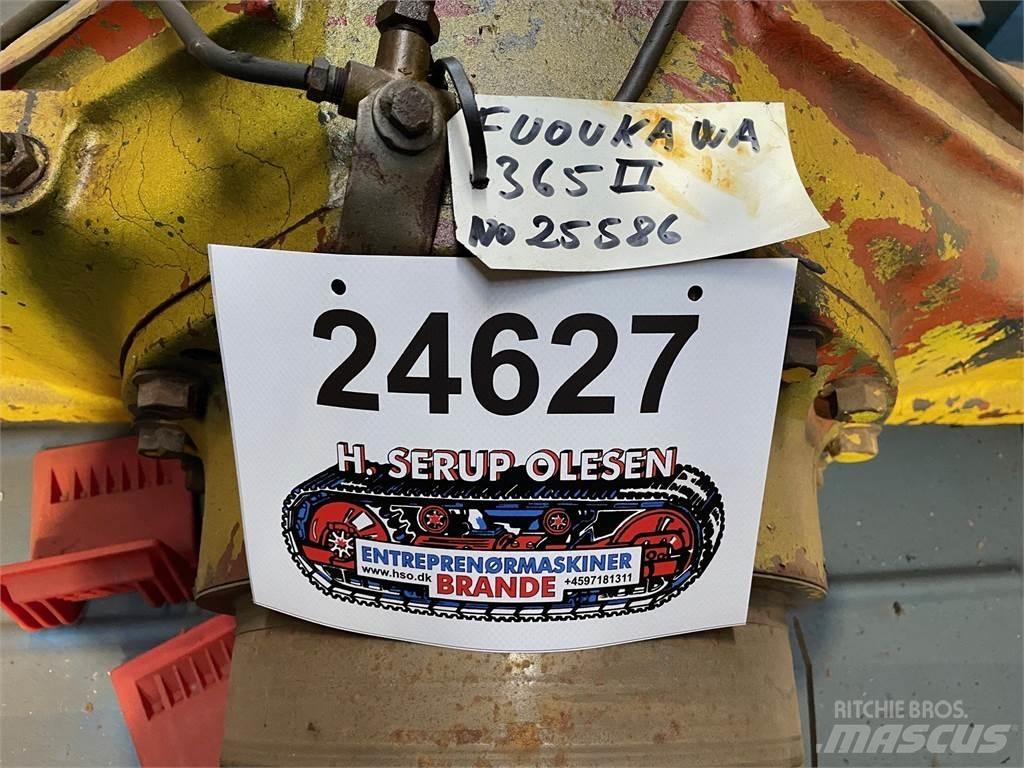 FUOUKAWA
365 II
No 25586
24627
H. SERUP OLESEN
ENTREPRENØRMASKINER
www.hso.dk BRANDE +4597181311
RITCHIE BROS.
MASCUS